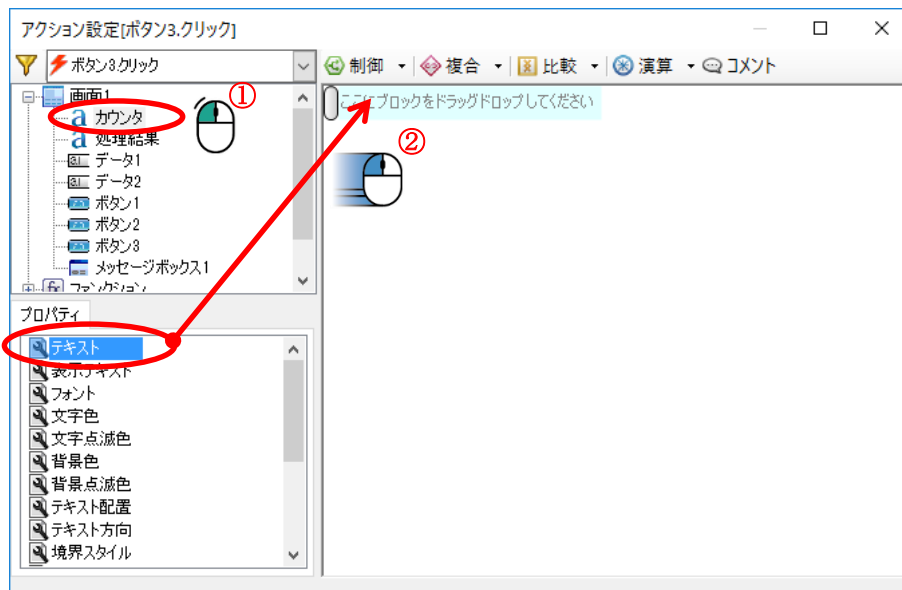 アクション設定[ボタン3.クリック]
ボタン3.クリック
制御 複合 比較 演算 コメント
画面1
カウンタ
処理結果
データ1
データ2
ボタン1
ボタン2
ボタン3
メッセージボックス1
ファンクション
①
ここにブロックをドラッグドロップしてください
②
プロパティ
テキスト
表示テキスト
フォント
文字色
文字点滅色
背景色
背景点滅色
テキスト配置
テキスト方向
境界スタイル